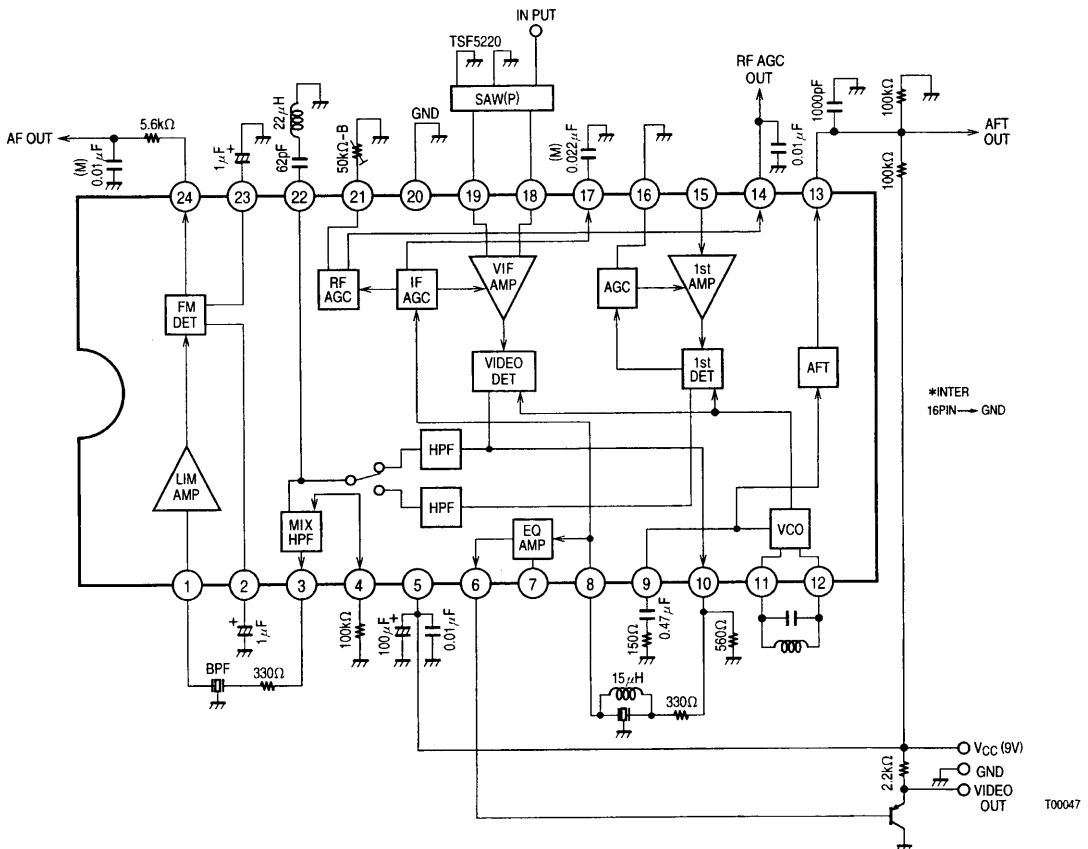 IN PUT
TSF5220
SAW(P)
RF AGC
OUT
1000pF
100kΩ
AF OUT
5.6kΩ
(M)
0.01μF
1μF
+
22μH
62pF
50kΩ-B
GND
(M)
0.022μF
0.01μF
AFT
OUT
100kΩ
24
23
22
21
20
19
18
17
16
15
14
13
FM
DET
RF
AGC
IF
AGC
VIF
AMP
AGC
1st
AMP
VIDEO
DET
1st
DET
AFT
*INTER
16PIN→GND
LIM
AMP
HPF
HPF
MIX
HPF
EQ
AMP
VCO
1
2
3
4
5
6
7
8
9
10
11
12
+
1μF
100kΩ
100μF
+
0.01μF
150Ω
0.47μF
560Ω
BPF
330Ω
15μH
330Ω
VCC (9V)
2.2kΩ
GND
VIDEO
OUT
T00047